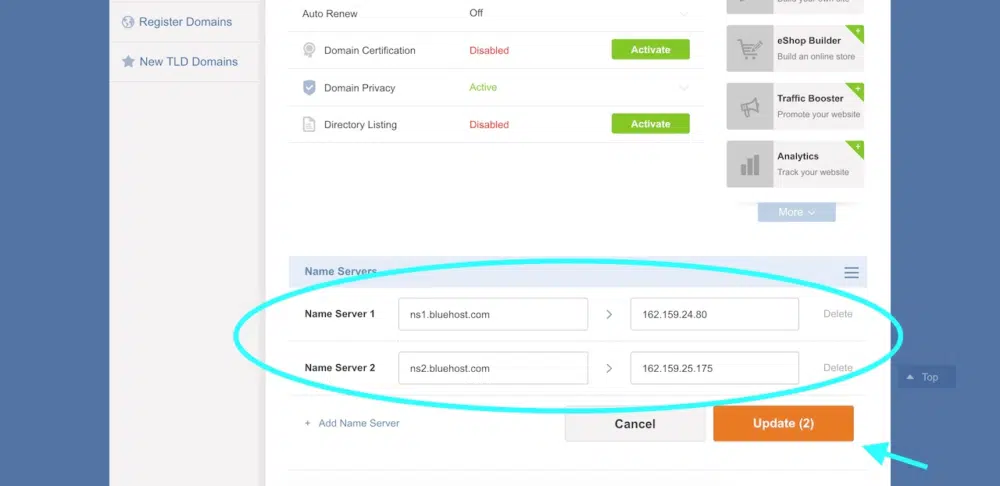 Register Domains
New TLD Domains
Auto Renew Off
Domain Certification Disabled Activate
Domain Privacy Active
Directory Listing Disabled Activate
eShop Builder
Build an online store
Traffic Booster
Promote your website
Analytics
Track your website
More
Name Servers
Name Server 1 ns1.bluehost.com > 162.159.24.80 Delete
Name Server 2 ns2.bluehost.com > 162.159.25.175 Delete
+ Add Name Server Cancel Update (2)
Top